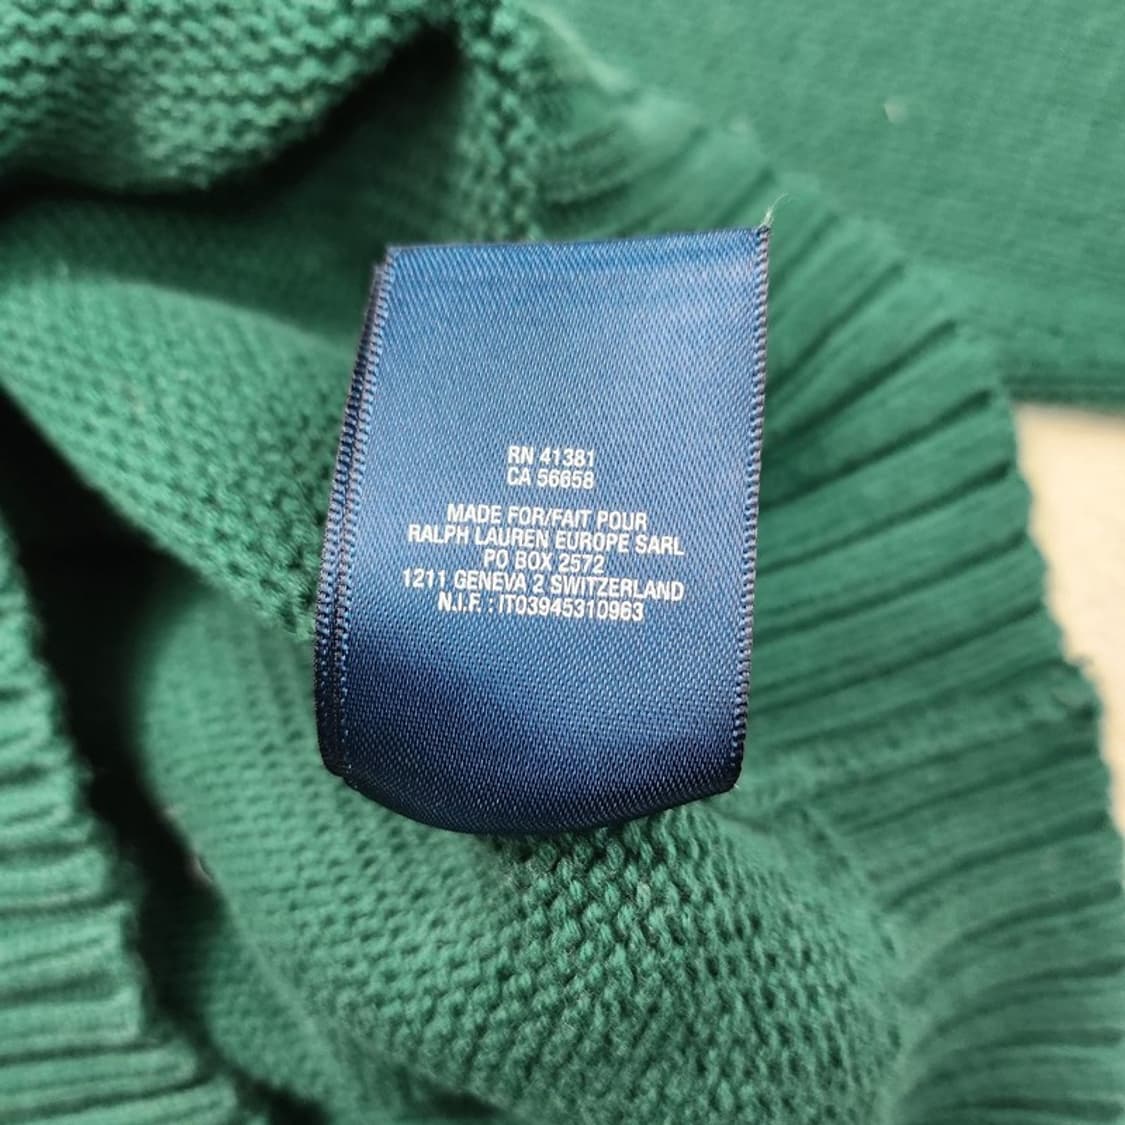 RN 41381
CA 56658
MADE FOR/FAIT POUR
RALPH LAUREN EUROPE SARL
PO BOX 2572
1211 GENEVA 2 SWITZERLAND
N.I.F. : IT03945310963